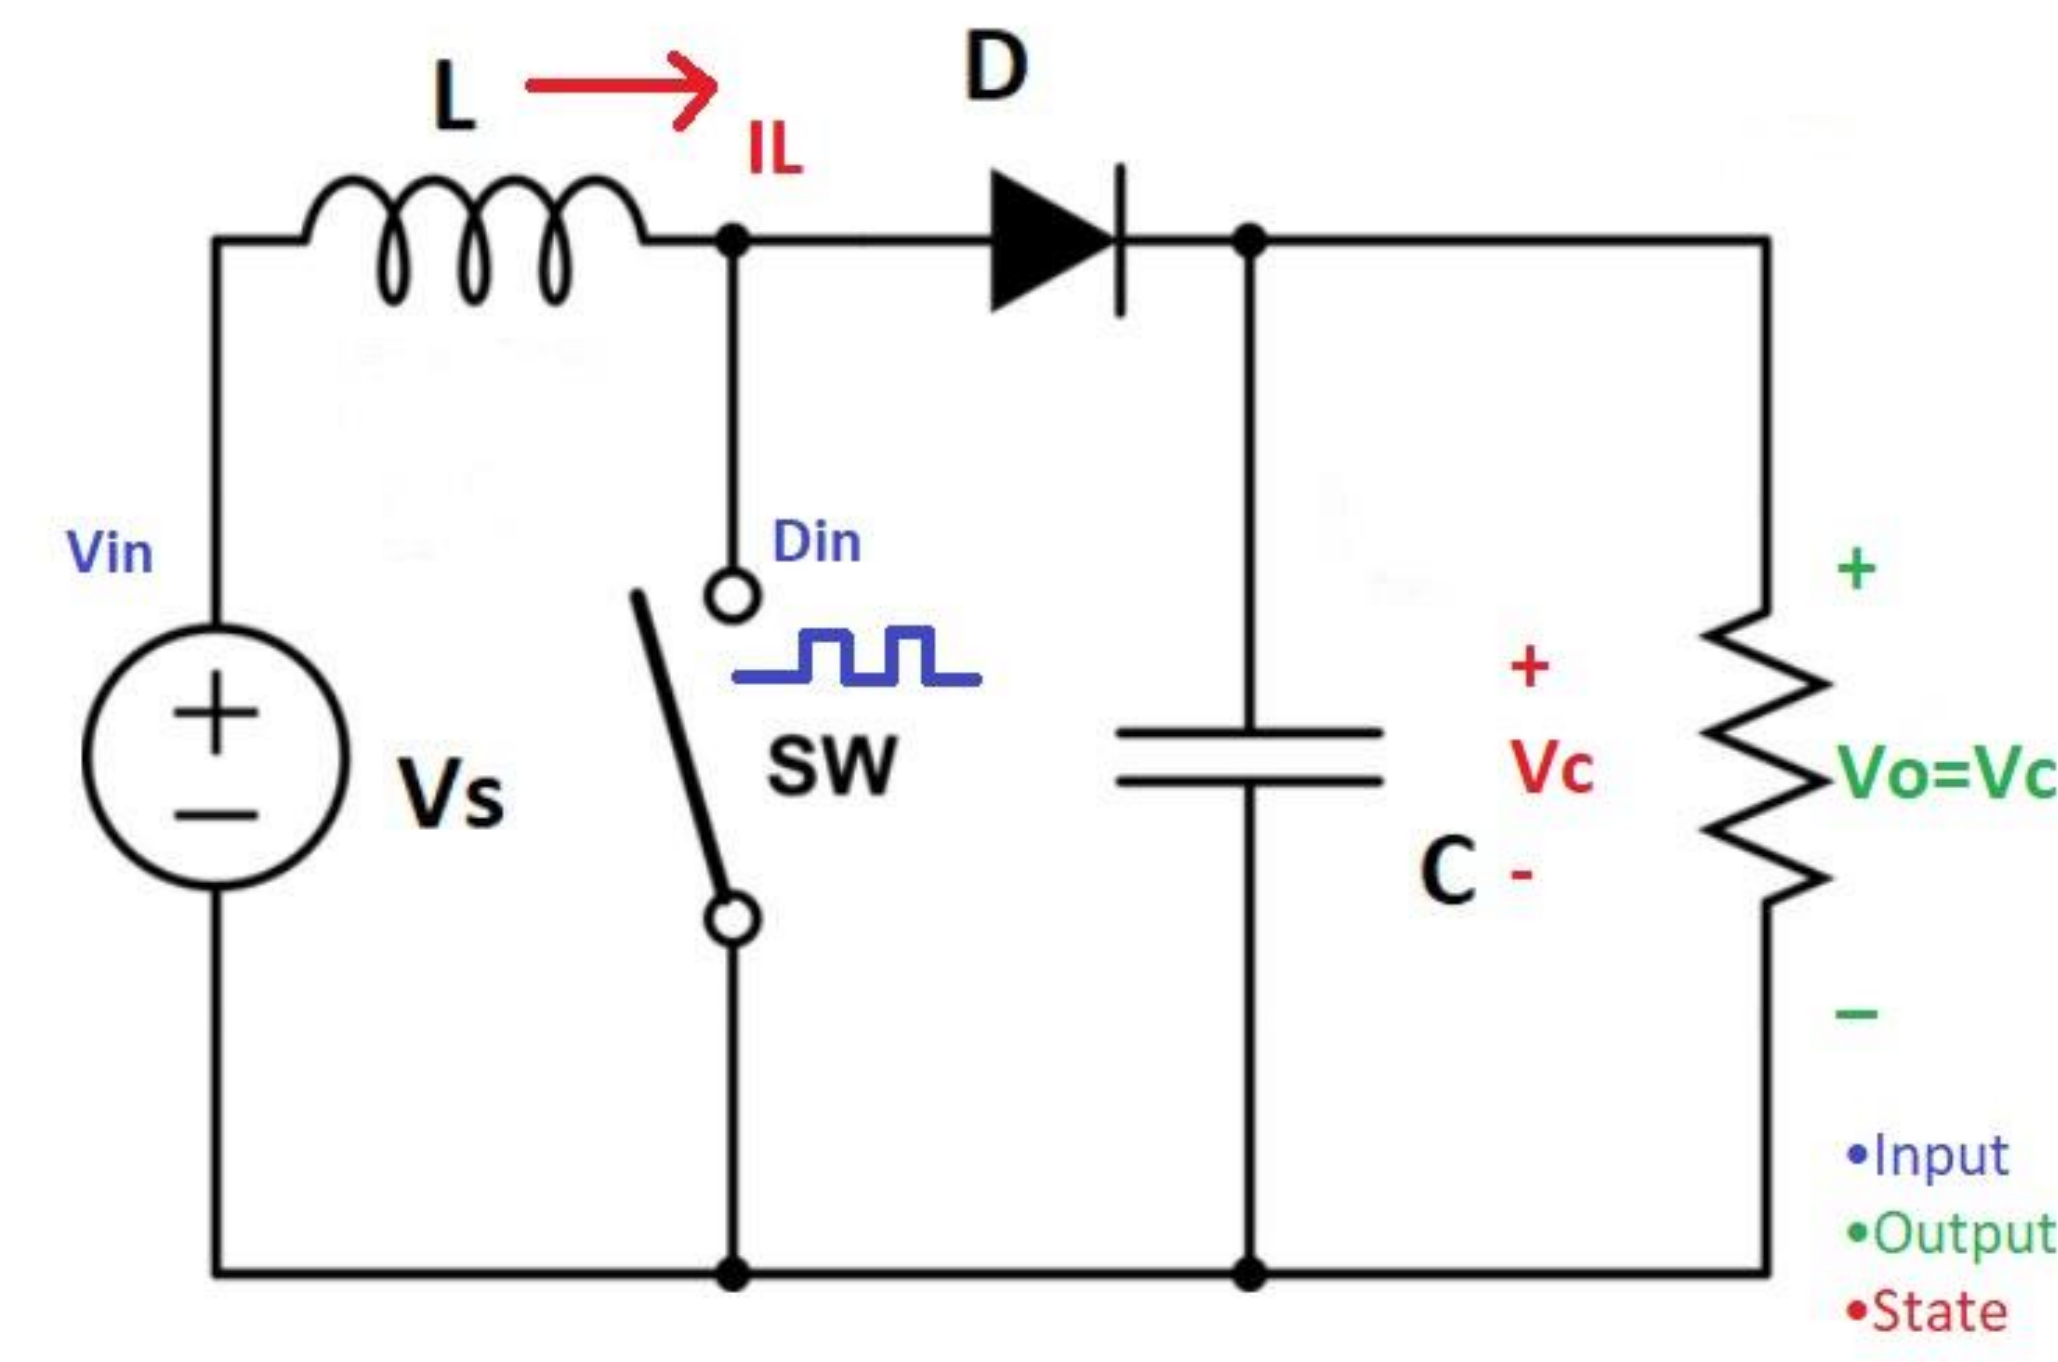 L
IL
D
Vin
Din
Vs
SW
+
Vc
-
C
+
Vo=Vc
–
•Input
•Output
•State